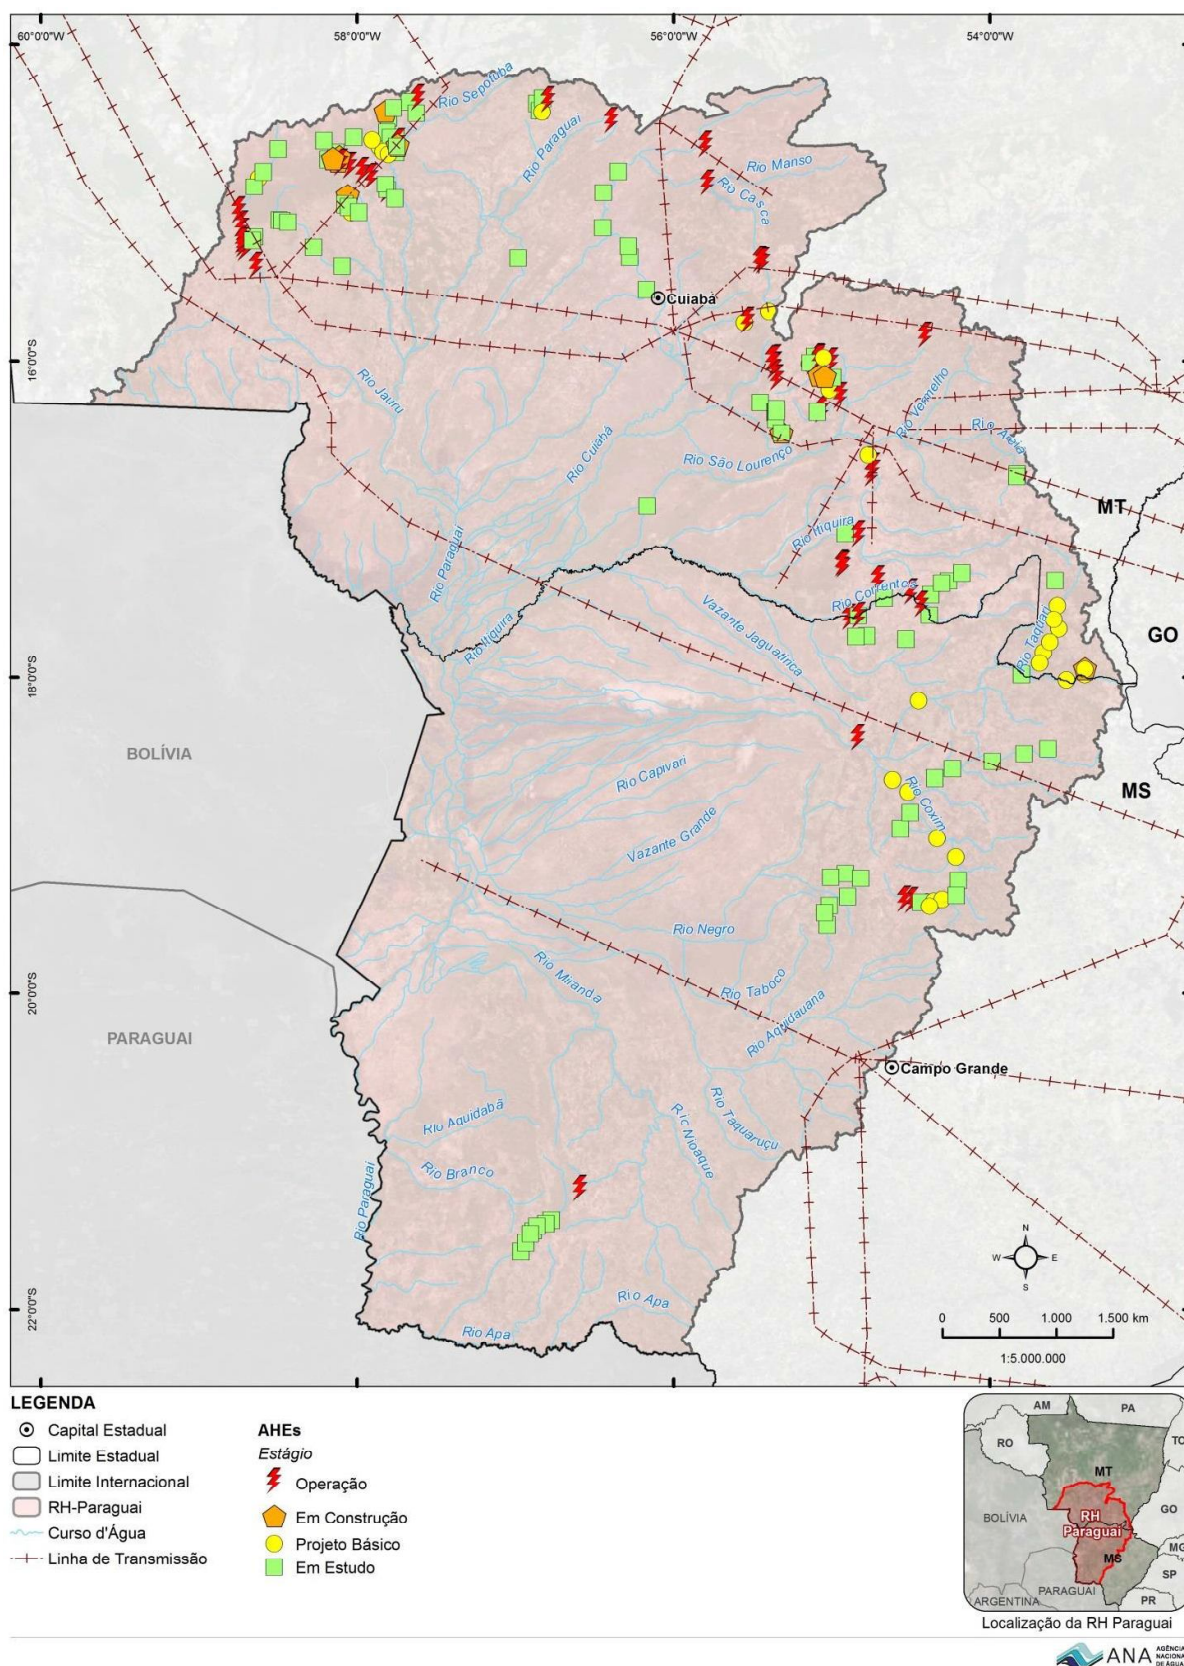 60°0'0"W 58°0'0"W 56°0'0"W 54°0'0"W
Rio Sepotuba
Rio Paraguai
Rio Manso
Rio Casca
Cuiabá
16°0'0"S
Rio Jauru
Rio Vermelho
Rio Cuiabá
Rio São Lourenço
Rio Areia
MT
Rio Itiquira
Rio Paraguai
Rio Correntos
Vazante Jaguatirica
Rio Taquari
GO
Rio Itiquira
18°0'0"S
BOLÍVIA
Rio Capivari
Rio Coxim
MS
Vazante Grande
Rio Negro
Rio Miranda
Rio Taboco
20°0'0"S
Rio Aquidauana
PARAGUAI
Campo Grande
Rio Aquidabã
Rio Taquaruçu
Rio Nioaque
Rio Branco
Rio Paraguai
N
W E
S
22°0'0"S
Rio Apa
Rio Apa
0 500 1.000 1.500 km
1:5.000.000
LEGENDA
Capital Estadual
Limite Estadual
Limite Internacional
RH-Paraguai
Curso d'Água
Linha de Transmissão
AHEs
Estágio
Operação
Em Construção
Projeto Básico
Em Estudo
AM PA
RO TO
MT
GO
BOLÍVIA
RH
Paraguai
MS
MG
SP
PARAGUAI
ARGENTINA PR
Localização da RH Paraguai
ANA AGÊNCIA
NACIONA
DE ÁGUA